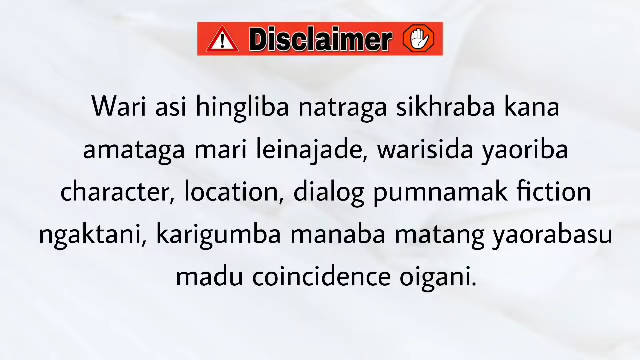 Disclaimer
Wari asi hingliba natraga sikhraba kana
amataga mari leinajade, warisida yaoriba
character, location, dialog pumnamak fiction
ngaktani, karigumba manaba matang yaorabasu
madu coincidence oigani.